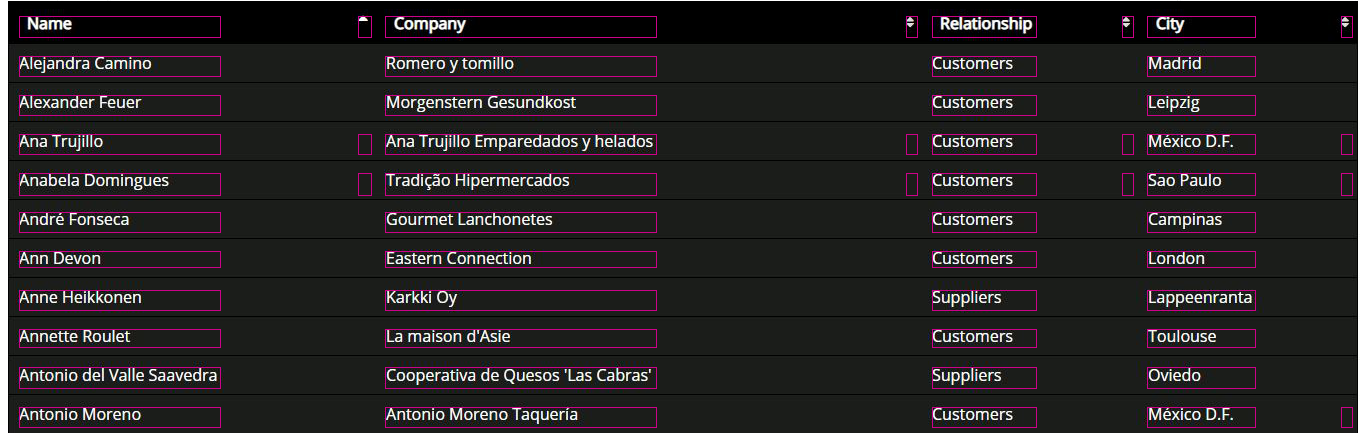 Name Company Relationship City
Alejandra Camino Romero y tomillo Customers Madrid
Alexander Feuer Morgenstern Gesundkost Customers Leipzig
Ana Trujillo Ana Trujillo Emparedados y helados Customers México D.F.
Anabela Domingues Tradição Hipermercados Customers Sao Paulo
André Fonseca Gourmet Lanchonetes Customers Campinas
Ann Devon Eastern Connection Customers London
Anne Heikkonen Karkki Oy Suppliers Lappeenranta
Annette Roulet La maison d'Asie Customers Toulouse
Antonio del Valle Saavedra Cooperativa de Quesos 'Las Cabras' Suppliers Oviedo
Antonio Moreno Antonio Moreno Taquería Customers México D.F.